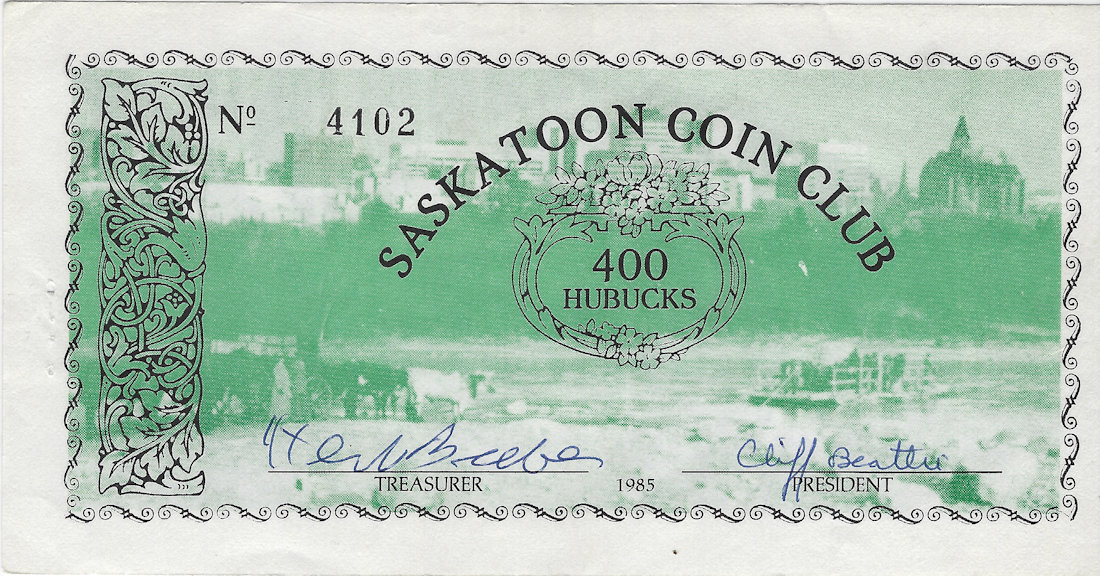 Nº 4102
SASKATOON COIN CLUB
400
HUBUCKS
Cliff Beattie
TREASURER 1985 PRESIDENT